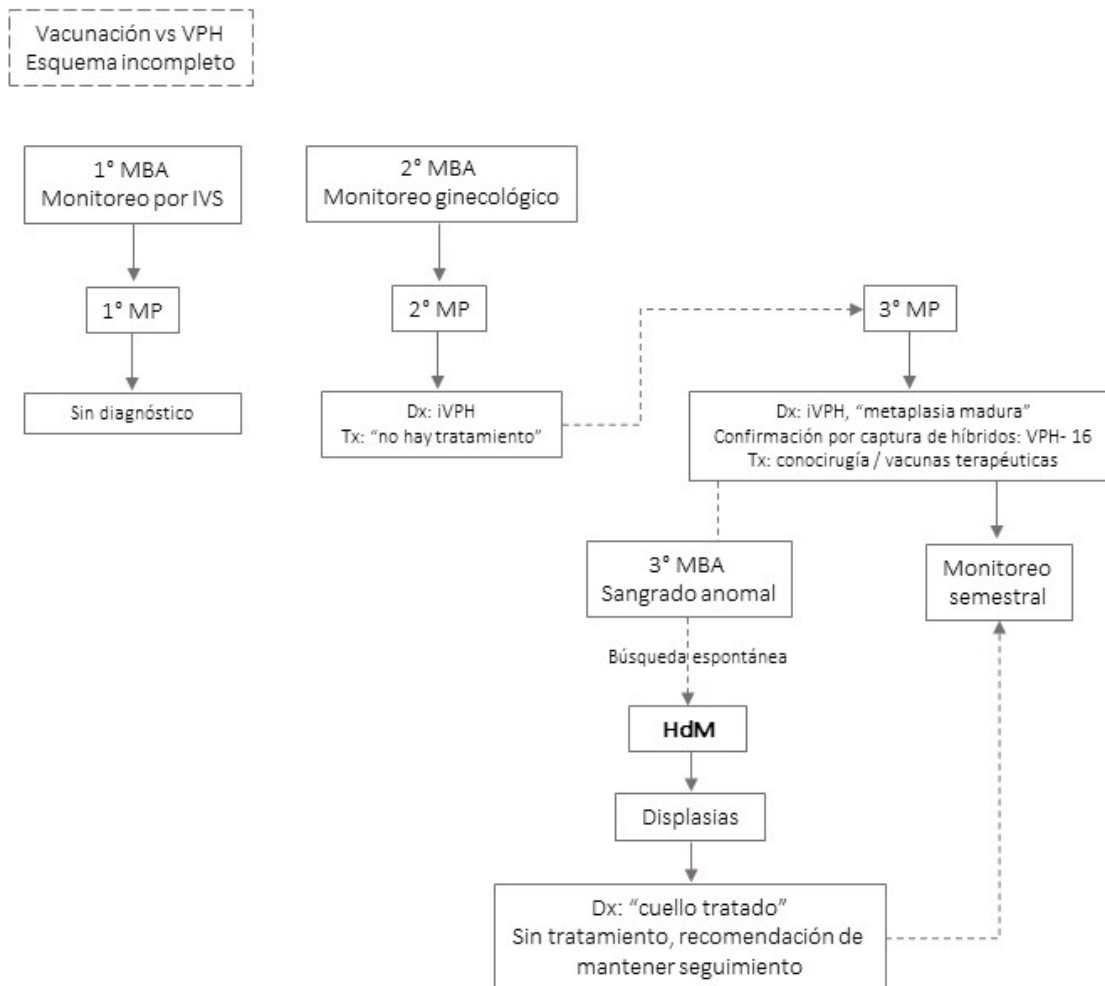 Vacunación vs VPH
Esquema incompleto
1° MBA
Monitoreo por IVS
2° MBA
Monitoreo ginecológico
1° MP
2° MP
3° MP
Sin diagnóstico
Dx: iVPH
Tx: “no hay tratamiento”
Dx: iVPH, “metaplasia madura”
Confirmación por captura de híbridos: VPH- 16
Tx: conocirugía / vacunas terapéuticas
3° MBA
Sangrado anomal
Monitoreo
semestral
Búsqueda espontánea
HdM
Displasias
Dx: “cuello tratado”
Sin tratamiento, recomendación de
mantener seguimiento